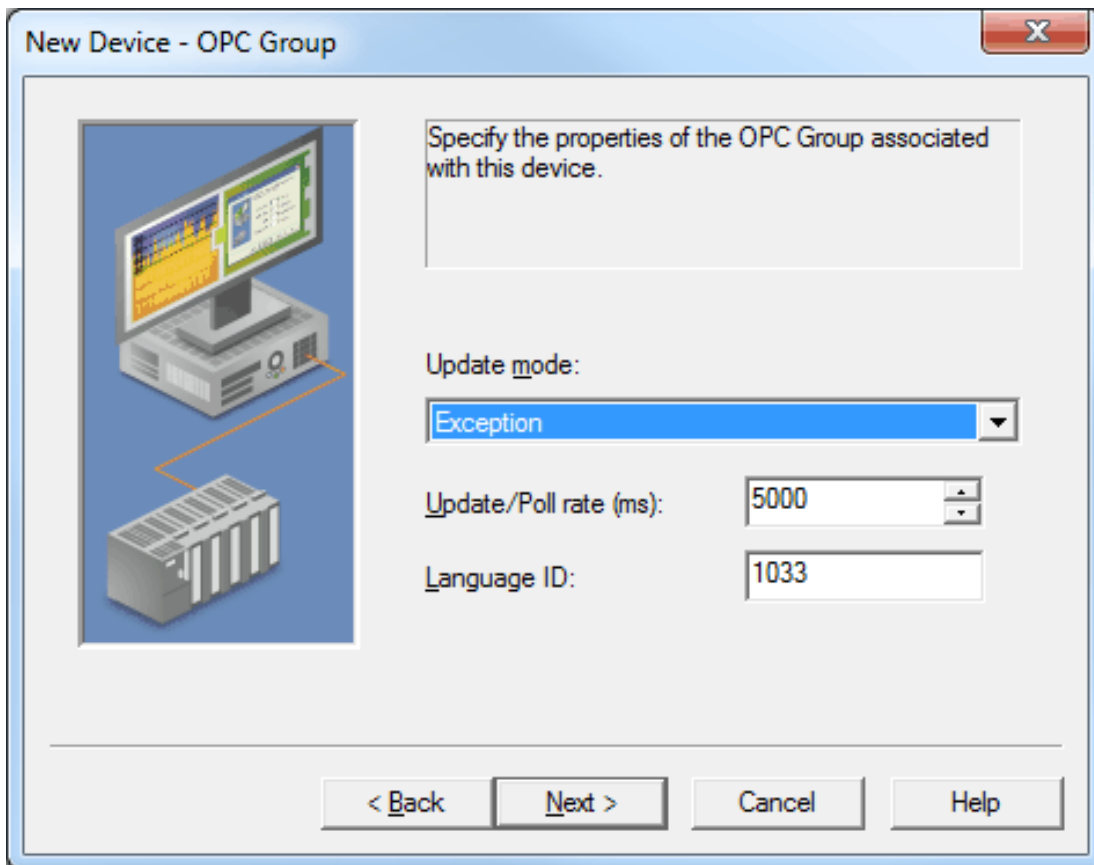 New Device - OPC Group
Specify the properties of the OPC Group associated
with this device.
Update mode:
Exception
Update/Poll rate (ms): 5000
Language ID: 1033
< Back Next > Cancel Help